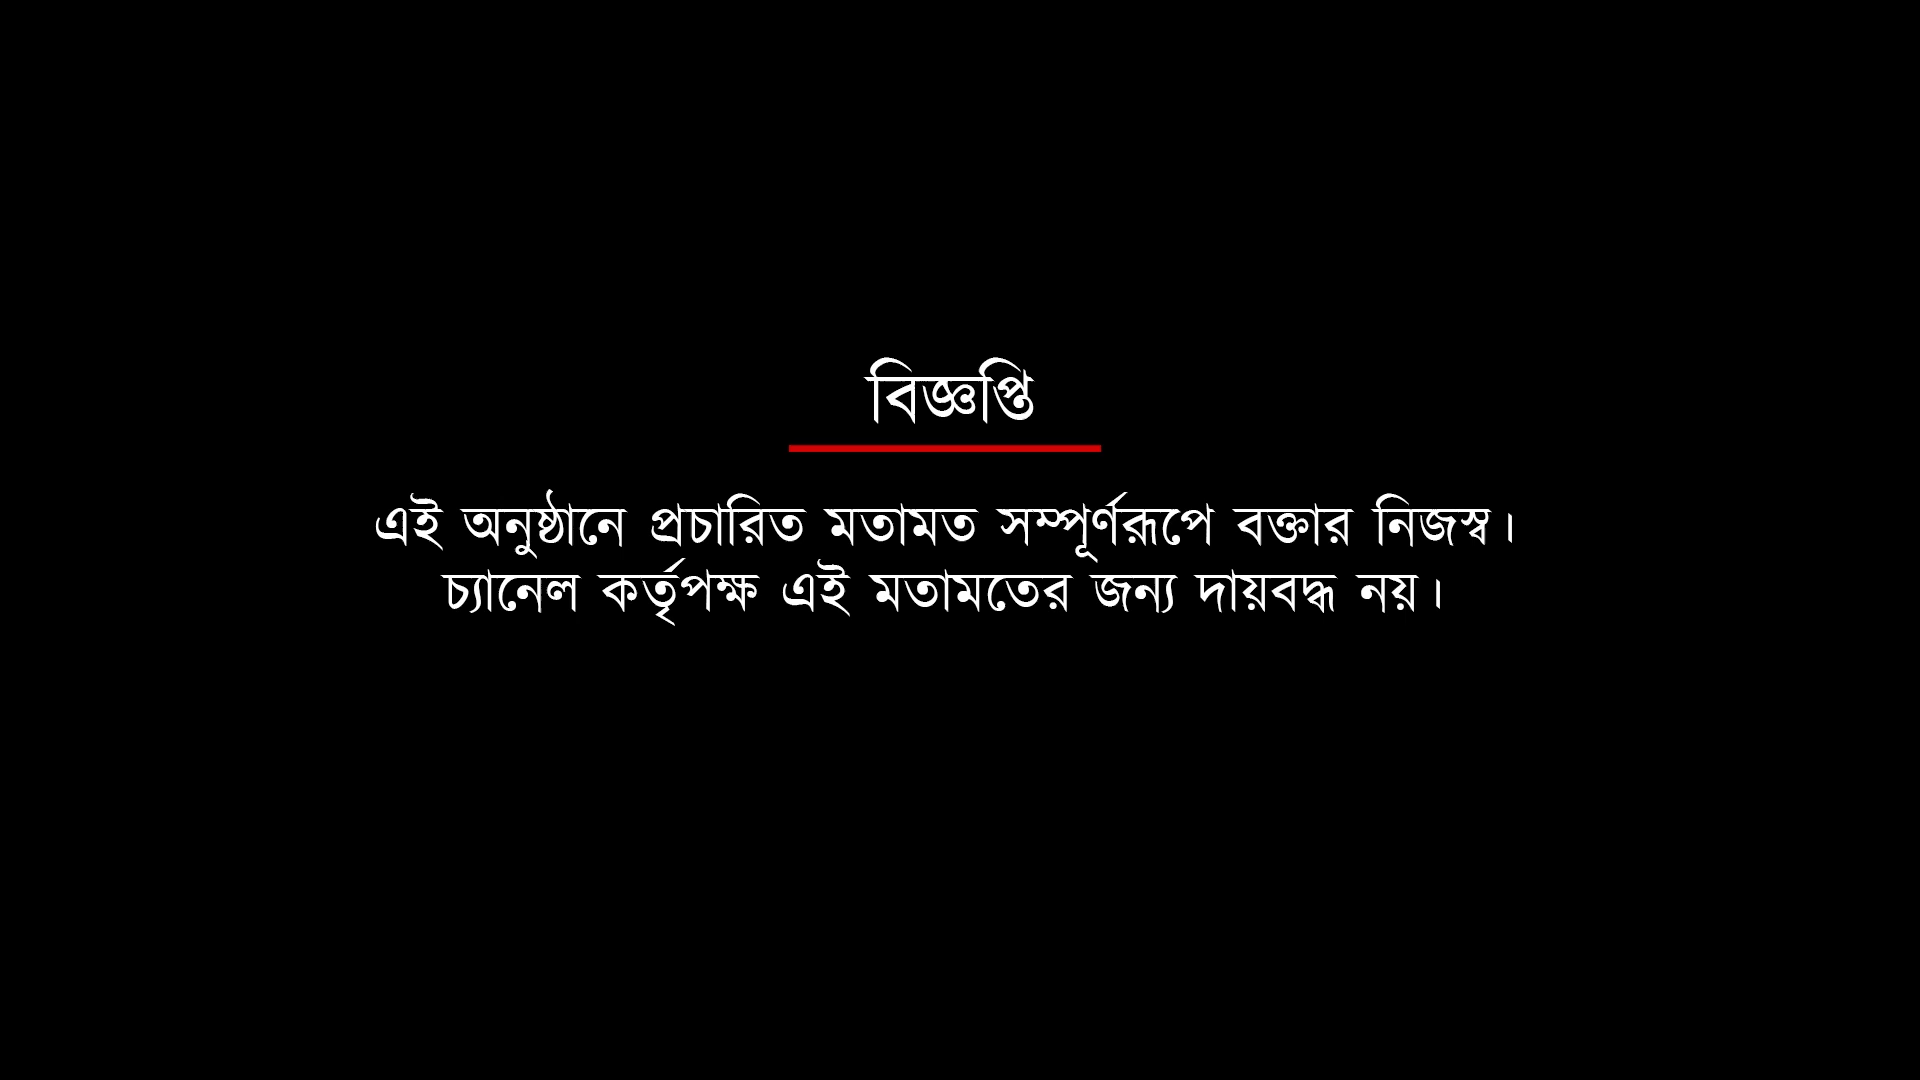 বিজ্ঞপ্তি
এই অনুষ্ঠানে প্রচারিত মতামত সম্পূর্ণরূপে বক্তার নিজস্ব।
চ্যানেল কর্তৃপক্ষ এই মতামতের জন্য দায়বদ্ধ নয়।